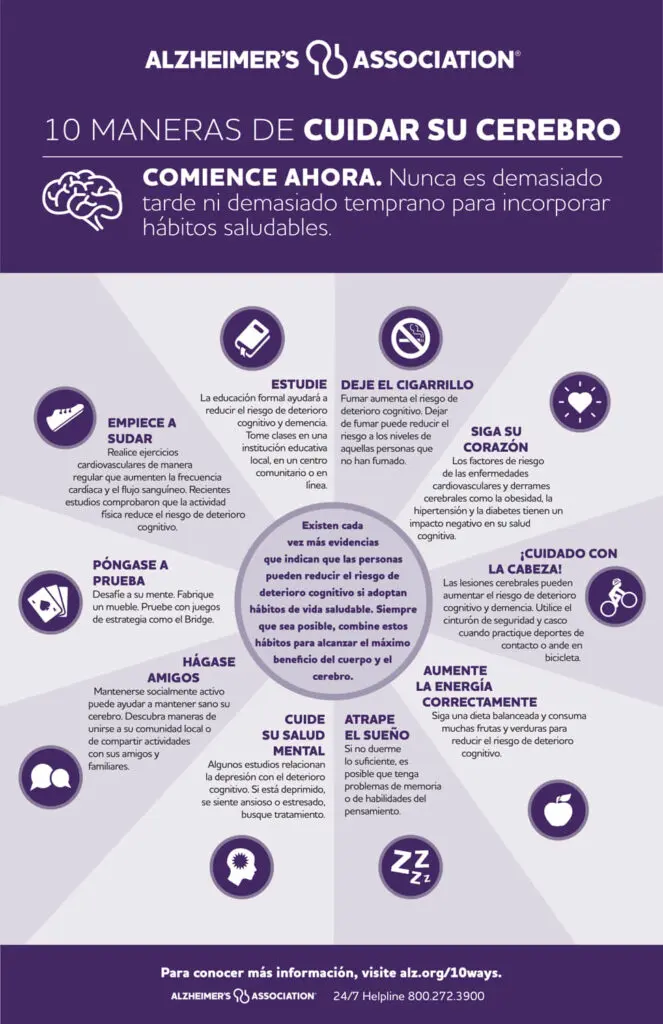 ALZHEIMER'S ASSOCIATION®
10 MANERAS DE CUIDAR SU CEREBRO
COMIENCE AHORA. Nunca es demasiado
tarde ni demasiado temprano para incorporar
hábitos saludables.
ESTUDIE
La educación formal ayudará a
reducir el riesgo de deterioro
cognitivo y demencia.
Tome clases en una
institución educativa
local, en un centro
comunitario o en
línea.
DEJE EL CIGARRILLO
Fumar aumenta el riesgo de
deterioro cognitivo. Dejar
de fumar puede reducir el
riesgo a los niveles de
aquellas personas que
no han fumado.
EMPIECE A
SUDAR
Realice ejercicios
cardiovasculares de manera
regular que aumenten la frecuencia
cardíaca y el flujo sanguíneo. Recientes
estudios comprobaron que la actividad
física reduce el riesgo de deterioro
cognitivo.
SIGA SU
CORAZÓN
Los factores de riesgo
de las enfermedades
cardiovasculares y derrames
cerebrales como la obesidad, la
hipertensión y la diabetes tienen un
impacto negativo en su salud
cognitiva.
Existen cada
vez más evidencias
que indican que las personas
pueden reducir el riesgo de
deterioro cognitivo si adoptan
hábitos de vida saludable. Siempre
que sea posible, combine estos
hábitos para alcanzar el máximo
beneficio del cuerpo y el
cerebro.
PÓNGASE A
PRUEBA
Desafíe a su mente. Fabrique
un mueble. Pruebe con juegos
de estrategia como el Bridge.
¡CUIDADO CON
LA CABEZA!
Las lesiones cerebrales pueden
aumentar el riesgo de deterioro
cognitivo y demencia. Utilice el
cinturón de seguridad y casco
cuando practique deportes de
contacto o ande en
bicicleta.
HÁGASE
AMIGOS
Mantenerse socialmente activo
puede ayudar a mantener sano su
cerebro. Descubra maneras de
unirse a su comunidad local o
de compartir actividades
con sus amigos y
familiares.
AUMENTE
LA ENERGÍA
CORRECTAMENTE
Siga una dieta balanceada y consuma
muchas frutas y verduras para
reducir el riesgo de deterioro
cognitivo.
CUIDE
SU SALUD
MENTAL
Algunos estudios relacionan
la depresión con el deterioro
cognitivo. Si está deprimido,
se siente ansioso o estresado,
busque tratamiento.
ATRAPE
EL SUEÑO
Si no duerme
lo suficiente, es
posible que tenga
problemas de memoria
o de habilidades del
pensamiento.
ZZ
ZZ
Para conocer más información, visite alz.org/10ways.
ALZHEIMER'S ASSOCIATION® 24/7 Helpline 800.272.3900